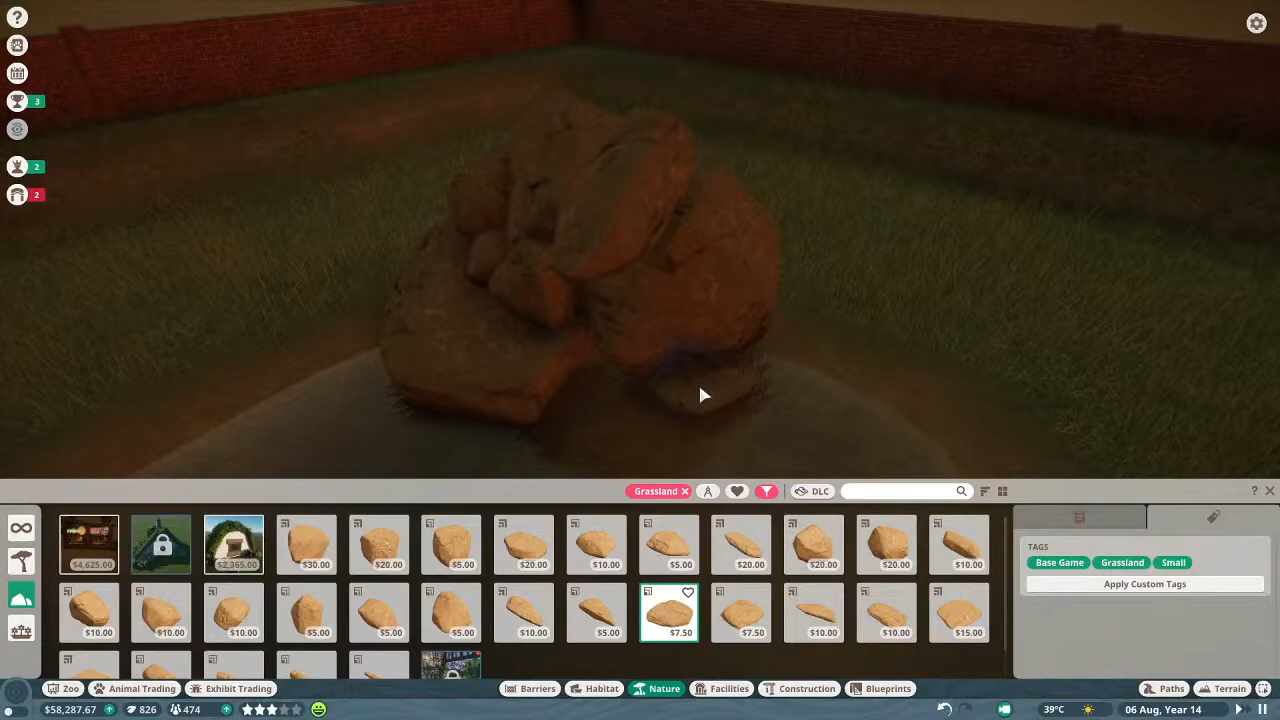 ?
3
2
2
Grassland ×
DLC
? ×
$4,625.00
$2,365.00
$30.00
$20.00
$5.00
$20.00
$10.00
$5.00
$20.00
$20.00
$20.00
$10.00
$10.00
$10.00
$10.00
$5.00
$5.00
$5.00
$10.00
$5.00
$7.50
$7.50
$10.00
$10.00
$15.00
TAGS
Base Game
Grassland
Small
Apply Custom Tags
Zoo
Animal Trading
Exhibit Trading
Barriers
Habitat
Nature
Facilities
Construction
Blueprints
Paths
Terrain
$58,287.67
826
474
39°C
06 Aug, Year 14